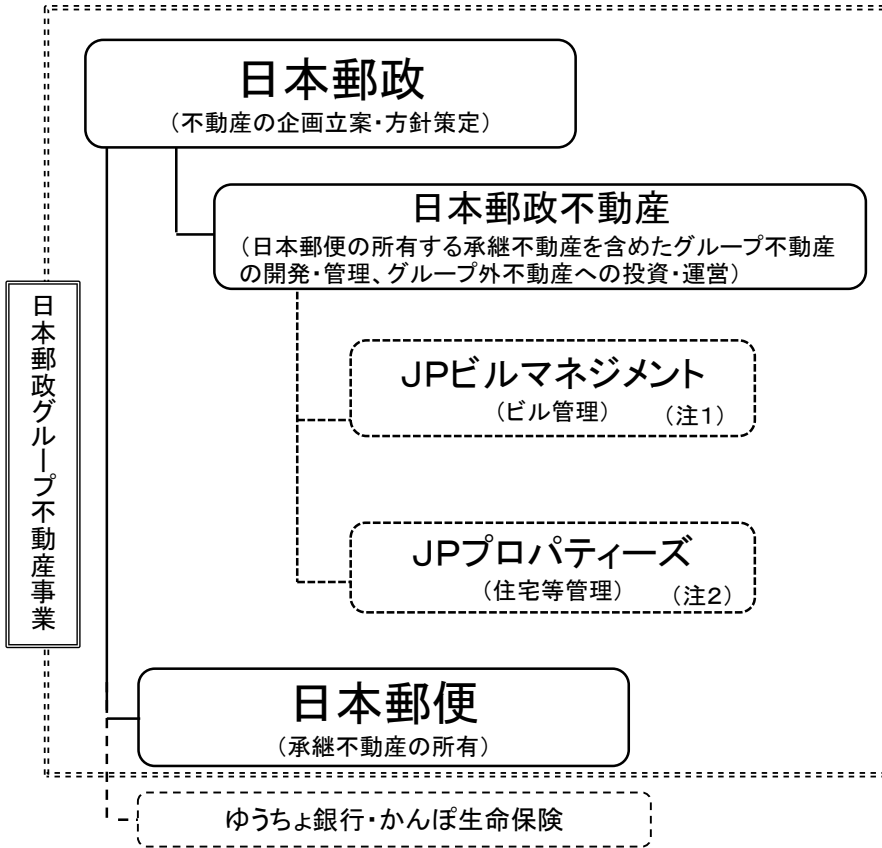 日本郵政
（不動産の企画立案・方針策定）
日本郵政不動産
（日本郵便の所有する承継不動産を含めたグループ不動産
の開発・管理、グループ外不動産への投資・運営）
日本郵政グループ不動産事業
ＪＰビルマネジメント
（ビル管理） （注１）
ＪＰプロパティーズ
（住宅等管理） （注２）
日本郵便
（承継不動産の所有）
ゆうちょ銀行・かんぽ生命保険